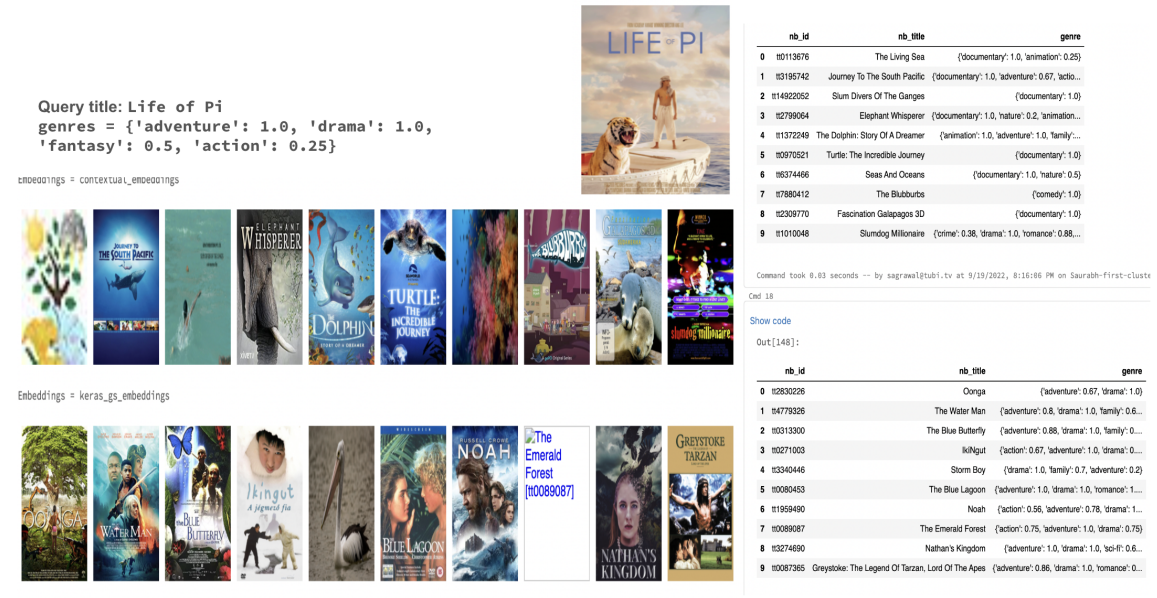 LIFE OF PI
Query title: Life of Pi
genres = {'adventure': 1.0, 'drama': 1.0,
'fantasy': 0.5, 'action': 0.25}
Embeddings = contextual_embeddings
JOURNEY TO
THE SOUTH PACIFIC
ELEPHANT
WHISPERER
THE
DOLPHIN
STORY OF A DREAMER
TURTLE:
THE
INCREDIBLE
JOURNEY
THE BLUBBURBS
slumdog millionaire
Embeddings = keras_gs_embeddings
OONGA
THE
WATER MAN
the BLUE
BUTTERFLY
Ikingut
A jégmező fia
BLUE LAGOON
RUSSELL CROWE
NOAH
The
Emerald
Forest
[tt0089087]
NATHAN'S
KINGDOM
GREYSTOKE
TARZAN
nb_id nb_title genre
0 tt0113676 The Living Sea {'documentary': 1.0, 'animation': 0.25}
1 tt3195742 Journey To The South Pacific {'documentary': 1.0, 'adventure': 0.67, 'actio...
2 tt14922052 Slum Divers Of The Ganges {'documentary': 1.0}
3 tt2799064 Elephant Whisperer {'documentary': 1.0, 'nature': 0.2, 'animation...
4 tt1372249 The Dolphin: Story Of A Dreamer {'animation': 1.0, 'adventure': 1.0, 'family':...
5 tt0970521 Turtle: The Incredible Journey {'documentary': 1.0}
6 tt6374466 Seas And Oceans {'documentary': 1.0, 'nature': 0.5}
7 tt7880412 The Blubburbs {'comedy': 1.0}
8 tt2309770 Fascination Galapagos 3D {'documentary': 1.0}
9 tt1010048 Slumdog Millionaire {'crime': 0.38, 'drama': 1.0, 'romance': 0.88,...
Command took 0.03 seconds -- by sagrawal@tubi.tv at 9/19/2022, 8:16:06 PM on Saurabh-first-cluste
Cmd 18
Show code
Out[148]:
nb_id nb_title genre
0 tt2830226 Oonga {'adventure': 0.67, 'drama': 1.0}
1 tt4779326 The Water Man {'adventure': 0.8, 'drama': 1.0, 'family': 0.6...
2 tt0313300 The Blue Butterfly {'adventure': 0.88, 'drama': 1.0, 'family': 0....
3 tt0271003 IkiNgut {'action': 0.67, 'adventure': 1.0, 'drama': 1....
4 tt3340446 Storm Boy {'drama': 1.0, 'family': 0.7, 'adventure': 0.2}
5 tt0080453 The Blue Lagoon {'adventure': 1.0, 'drama': 1.0, 'romance': 1....
6 tt1959490 Noah {'action': 0.56, 'adventure': 0.78, 'drama': 1...
7 tt0089087 The Emerald Forest {'action': 0.75, 'adventure': 1.0, 'drama': 0.75}
8 tt3274690 Nathan's Kingdom {'adventure': 1.0, 'drama': 1.0, 'sci-fi': 0.6...
9 tt0087365 Greystoke: The Legend Of Tarzan, Lord Of The Apes {'adventure': 0.86, 'drama': 1.0, 'romance': 0...